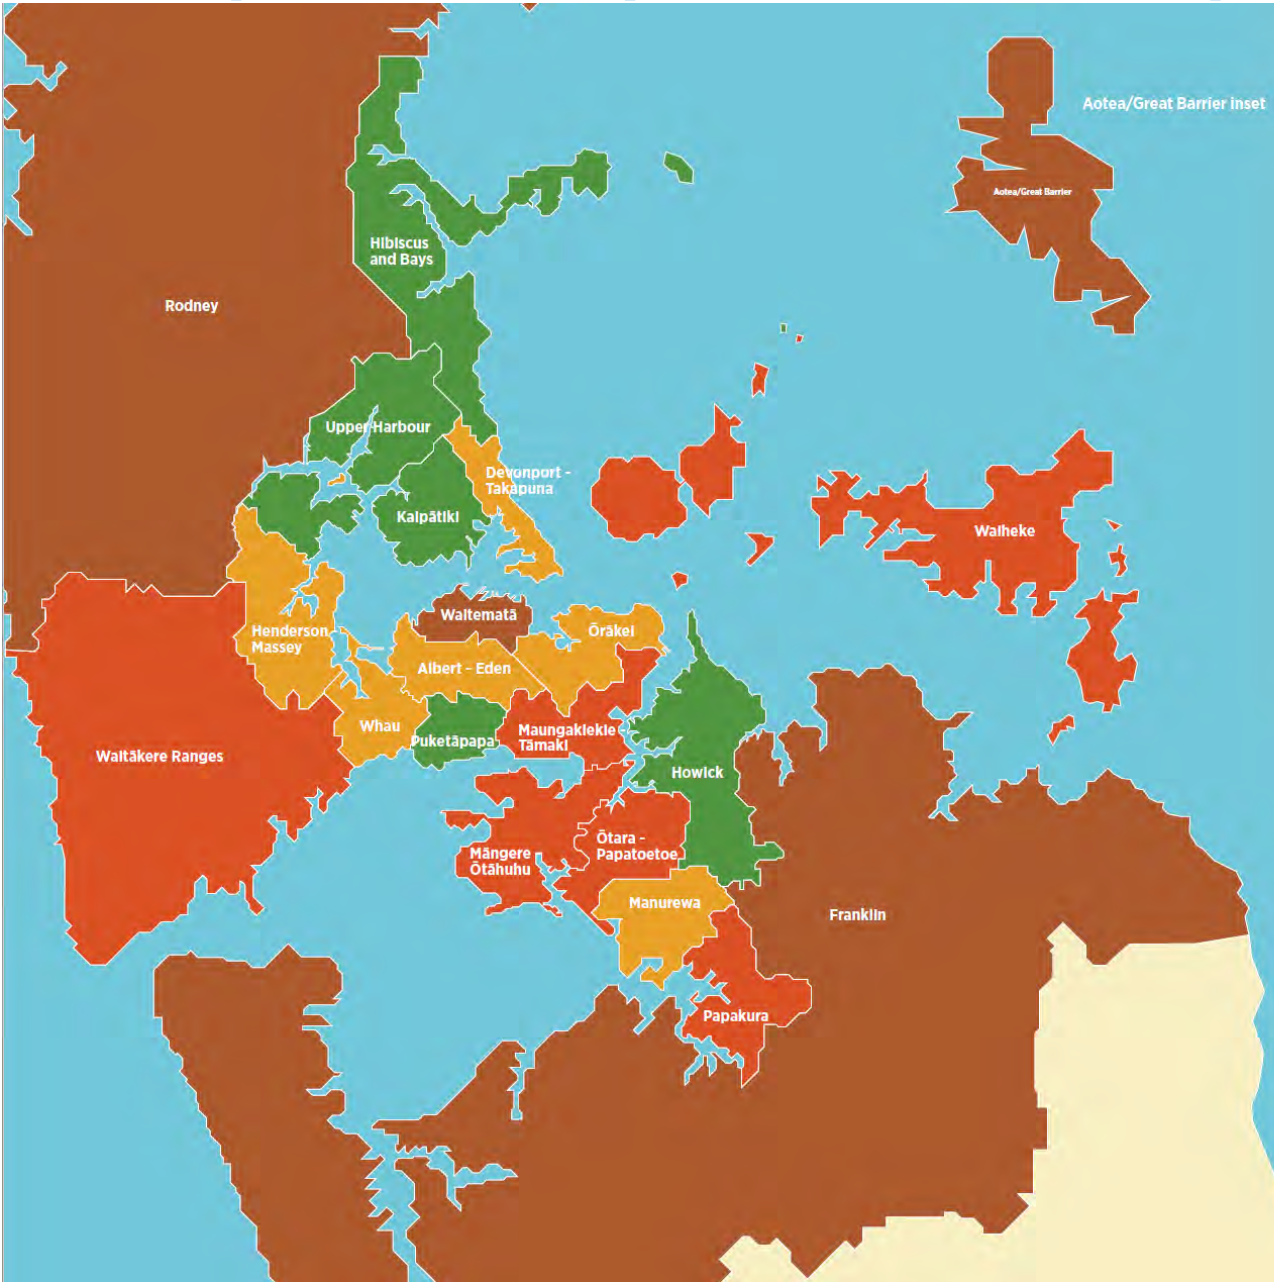 Aotea/Great Barrier inset
Aotea/Great Barrier
Hibiscus
and Bays
Rodney
Upper Harbour
Devonport -
Takapuna
Kaipātiki
Waiheke
Waitematā
Ōrākei
Henderson
Massey
Albert - Eden
Whau
Puketāpapa
Maungakiekie -
Tāmaki
Waitākere Ranges
Howick
Māngere
Ōtāhuhu
Ōtara -
Papatoetoe
Manurewa
Franklin
Papakura